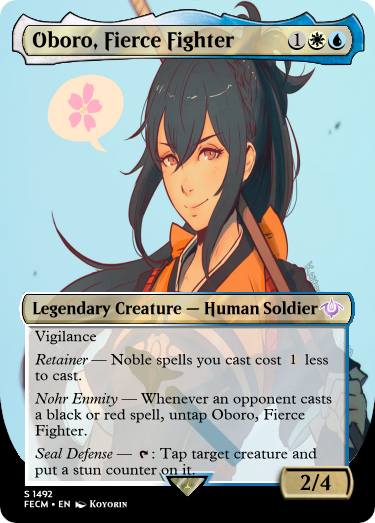 Oboro, Fierce Fighter 1
Legendary Creature — Human Soldier
Vigilance
Retainer — Noble spells you cast cost 1 less
to cast.
Nohr Enmity — Whenever an opponent casts
a black or red spell, untap Oboro, Fierce
Fighter.
Seal Defense — : Tap target creature and
put a stun counter on it.
2/4
S 1492
FECM • EN KOYORIN